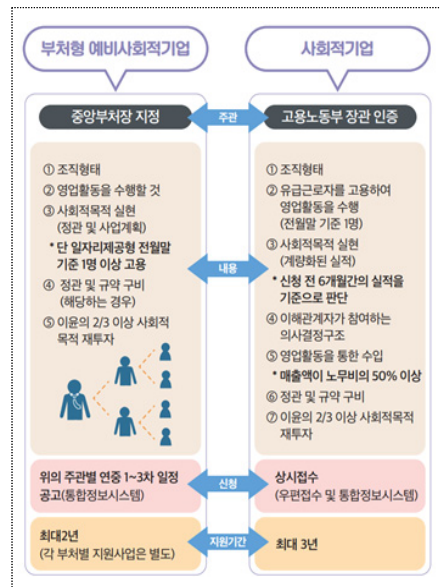 부처형 예비사회적기업
사회적기업
중앙부처장 지정
주관
고용노동부 장관 인증
① 조직형태
② 영업활동을 수행할 것
③ 사회적목적 실현
(정관 및 사업계획)
* 단 일자리제공형 전월말
기준 1명 이상 고용
④ 정관 및 규약 구비
(해당하는 경우)
⑤ 이윤의 2/3 이상 사회적
목적 재투자
내용
① 조직형태
② 유급근로자를 고용하여
영업활동을 수행
(전월말 기준 1명)
③ 사회적목적 실현
(계량화된 실적)
* 신청 전 6개월간의 실적을
기준으로 판단
④ 이해관계자가 참여하는
의사결정구조
⑤ 영업활동을 통한 수입
* 매출액이 노무비의 50% 이상
⑥ 정관 및 규약 구비
⑦ 이윤의 2/3 이상 사회적목적
재투자
위의 주관별 연중 1~3차 일정
공고(통합정보시스템)
신청
상시접수
(우편접수 및 통합정보시스템)
최대2년
(각 부처별 지원사업은 별도)
지원기간
최대 3년